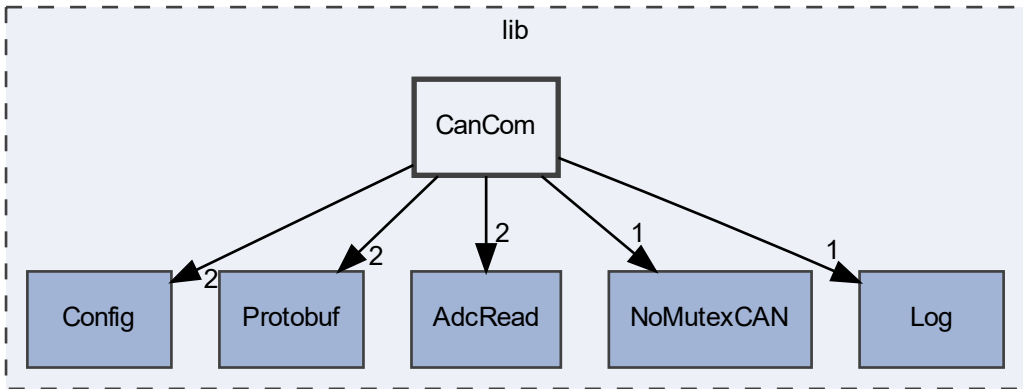 lib
CanCom
2
2
2
1
1
Config
Protobuf
AdcRead
NoMutexCAN
Log